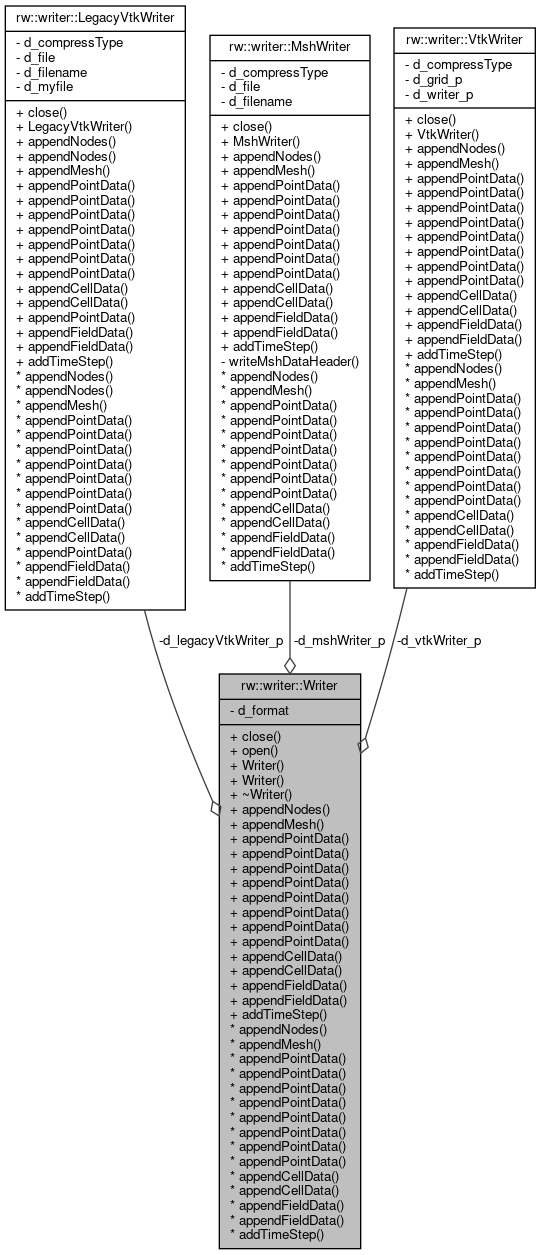 rw::writer::LegacyVtkWriter
- d_compressType
- d_file
- d_filename
- d_myfile
+ close()
+ LegacyVtkWriter()
+ appendNodes()
+ appendNodes()
+ appendMesh()
+ appendPointData()
+ appendPointData()
+ appendPointData()
+ appendPointData()
+ appendPointData()
+ appendPointData()
+ appendPointData()
+ appendCellData()
+ appendCellData()
+ appendPointData()
+ appendFieldData()
+ appendFieldData()
+ addTimeStep()
* appendNodes()
* appendNodes()
* appendMesh()
* appendPointData()
* appendPointData()
* appendPointData()
* appendPointData()
* appendPointData()
* appendPointData()
* appendPointData()
* appendCellData()
* appendCellData()
* appendPointData()
* appendFieldData()
* appendFieldData()
* addTimeStep()
rw::writer::MshWriter
- d_compressType
- d_file
- d_filename
+ close()
+ MshWriter()
+ appendNodes()
+ appendMesh()
+ appendPointData()
+ appendPointData()
+ appendPointData()
+ appendPointData()
+ appendPointData()
+ appendPointData()
+ appendPointData()
+ appendCellData()
+ appendCellData()
+ appendFieldData()
+ appendFieldData()
+ addTimeStep()
- writeMshDataHeader()
* appendNodes()
* appendMesh()
* appendPointData()
* appendPointData()
* appendPointData()
* appendPointData()
* appendPointData()
* appendPointData()
* appendPointData()
* appendCellData()
* appendCellData()
* appendFieldData()
* appendFieldData()
* addTimeStep()
rw::writer::VtkWriter
- d_compressType
- d_grid_p
- d_writer_p
+ close()
+ VtkWriter()
+ appendNodes()
+ appendMesh()
+ appendPointData()
+ appendPointData()
+ appendPointData()
+ appendPointData()
+ appendPointData()
+ appendPointData()
+ appendPointData()
+ appendPointData()
+ appendCellData()
+ appendCellData()
+ appendFieldData()
+ appendFieldData()
+ addTimeStep()
* appendNodes()
* appendMesh()
* appendPointData()
* appendPointData()
* appendPointData()
* appendPointData()
* appendPointData()
* appendPointData()
* appendPointData()
* appendPointData()
* appendCellData()
* appendCellData()
* appendFieldData()
* appendFieldData()
* addTimeStep()
-d_legacyVtkWriter_p
-d_mshWriter_p
-d_vtkWriter_p
rw::writer::Writer
- d_format
+ close()
+ open()
+ Writer()
+ Writer()
+ ~Writer()
+ appendNodes()
+ appendMesh()
+ appendPointData()
+ appendPointData()
+ appendPointData()
+ appendPointData()
+ appendPointData()
+ appendPointData()
+ appendPointData()
+ appendPointData()
+ appendCellData()
+ appendCellData()
+ appendFieldData()
+ appendFieldData()
+ addTimeStep()
* appendNodes()
* appendMesh()
* appendPointData()
* appendPointData()
* appendPointData()
* appendPointData()
* appendPointData()
* appendPointData()
* appendPointData()
* appendPointData()
* appendCellData()
* appendCellData()
* appendFieldData()
* appendFieldData()
* addTimeStep()